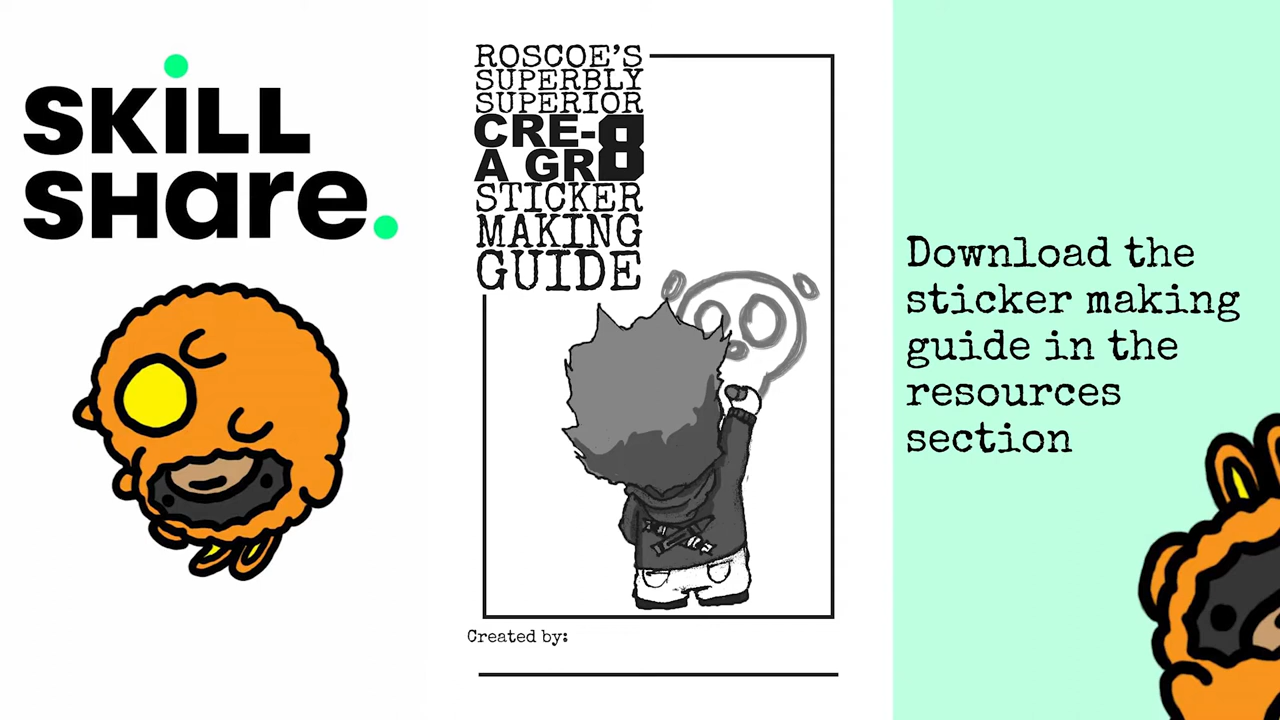 SKILL
SHare.
ROSCOE'S
SUPERBLY
SUPERIOR
CRE-8
A GR8
STICKER
MAKING
GUIDE
Created by:
Download the
sticker making
guide in the
resources
section